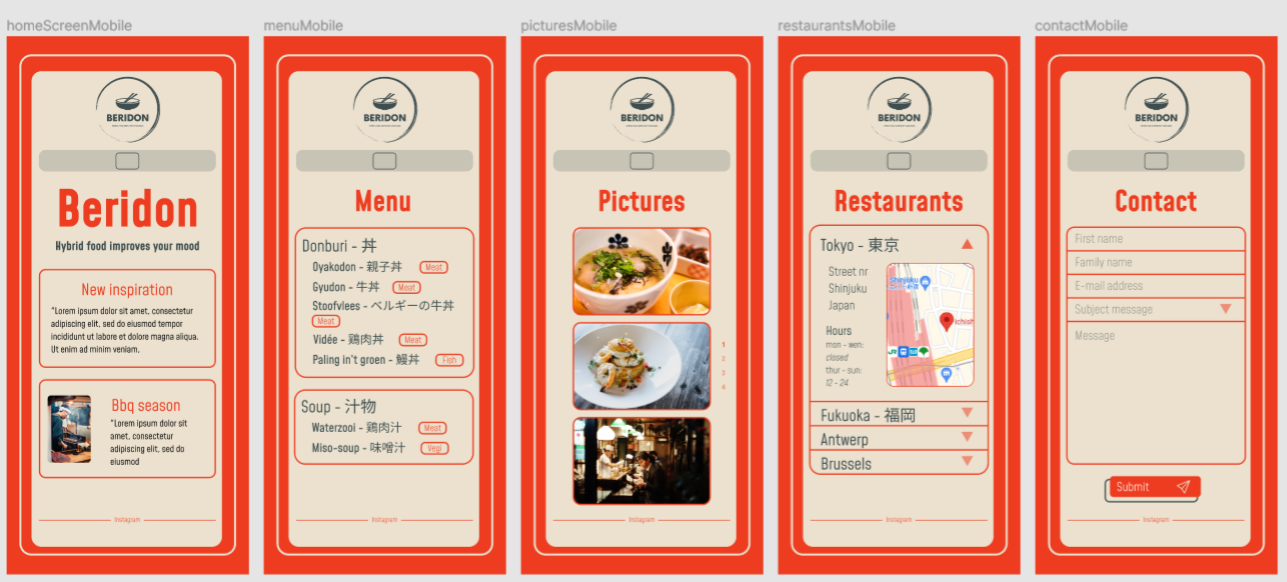 homeScreenMobile
BERIDON
Beridon
Hybrid food improves your mood
New inspiration
"Lorem ipsum dolor sit amet, consectetur
adipiscing elit, sed do eiusmod tempor
incididunt ut labore et dolore magna aliqua.
Ut enim ad minim veniam.
Bbq season
"Lorem ipsum dolor sit
amet, consectetur
adipiscing elit, sed do
eiusmod
Instagram
menuMobile
BERIDON
Menu
Donburi - 丼
Oyakodon - 親子丼 Meat
Gyudon - 牛丼 Meat
Stoofvlees - ベルギーの牛丼
Meat
Vidée - 鶏肉丼 Meat
Paling in't groen - 鰻丼 Fish
Soup - 汁物
Waterzooi - 鶏肉汁 Meat
Miso-soup - 味噌汁 Vegi
Instagram
picturesMobile
BERIDON
Pictures
1
2
3
4
Instagram
restaurantsMobile
BERIDON
Restaurants
Tokyo - 東京
Street nr
Shinjuku
Japan
Hours
mon - wen:
closed
thur - sun:
12 - 24
Shinjuku
ichish
JR
Fukuoka - 福岡
Antwerp
Brussels
Instagram
contactMobile
BERIDON
Contact
First name
Family name
E-mail address
Subject message
Message
Submit
Instagram